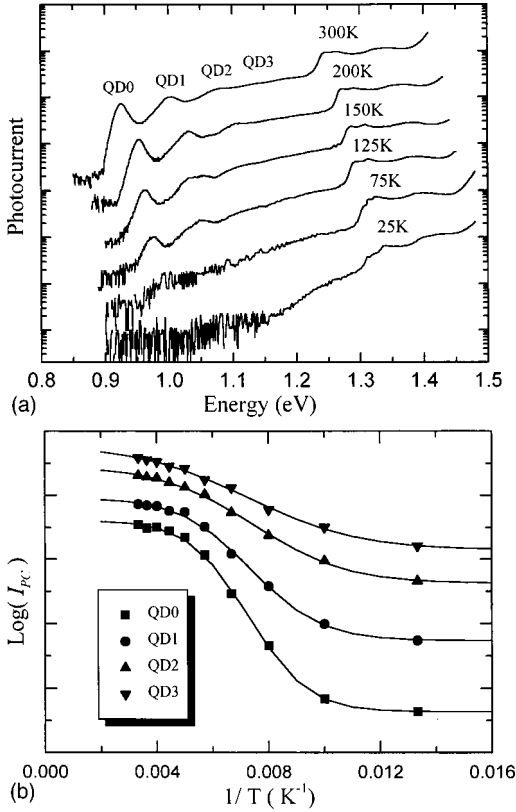 300K
QD0 QD1 QD2 QD3
200K
150K
125K
75K
25K
Photocurrent
0.8 0.9 1.0 1.1 1.2 1.3 1.4 1.5
(a) Energy (eV)
Log( I_PC )
QD0
QD1
QD2
QD3
0.000 0.004 0.008 0.012 0.016
(b) 1/ T ( K⁻¹)